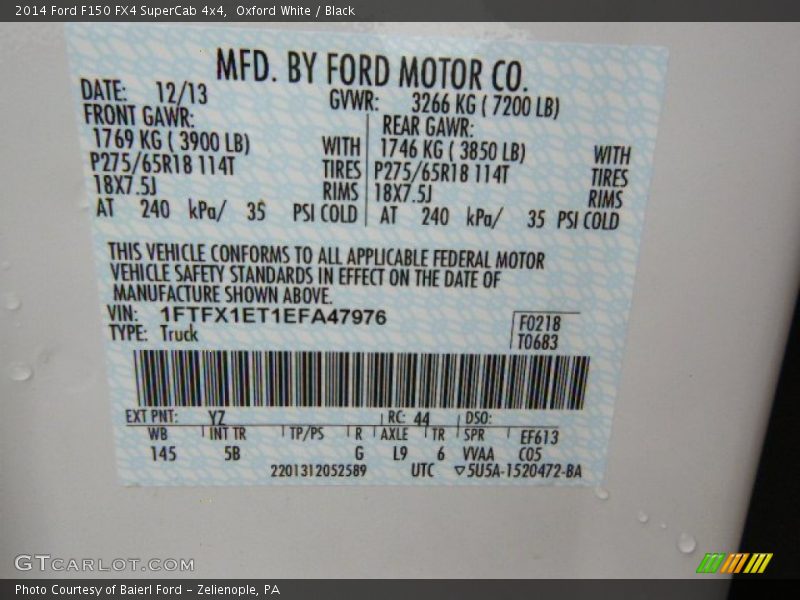 2014 Ford F150 FX4 SuperCab 4x4, Oxford White / Black
MFD. BY FORD MOTOR CO.
DATE: 12/13 GVWR: 3266 KG ( 7200 LB)
FRONT GAWR: REAR GAWR:
1769 KG ( 3900 LB) WITH 1746 KG ( 3850 LB) WITH
P275/65R18 114T TIRES P275/65R18 114T TIRES
18X7.5J RIMS 18X7.5J RIMS
AT 240 kPa/ 35 PSI COLD AT 240 kPa/ 35 PSI COLD
THIS VEHICLE CONFORMS TO ALL APPLICABLE FEDERAL MOTOR
VEHICLE SAFETY STANDARDS IN EFFECT ON THE DATE OF
MANUFACTURE SHOWN ABOVE.
VIN: 1FTFX1ET1EFA47976 F0218
TYPE: Truck T0683
EXT PNT: YZ RC: 44 DSO:
WB INT TR TP/PS R AXLE TR SPR EF613
145 5B G L9 6 VVAA C05
2201312052589 UTC ▽5U5A-1520472-BA
GTCARLOT.COM
Photo Courtesy of Baierl Ford - Zelienople, PA